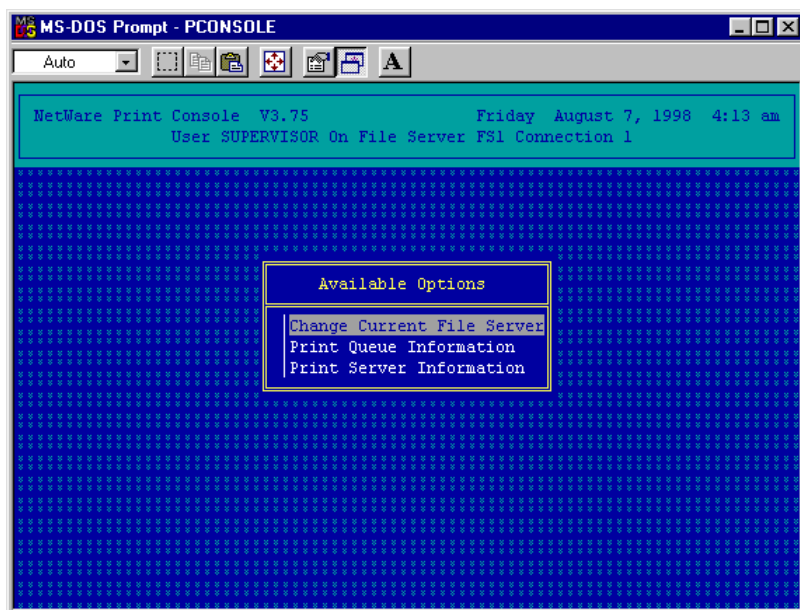 MS-DOS Prompt - PCONSOLE
Auto
A
NetWare Print Console V3.75 Friday August 7, 1998 4:13 am
User SUPERVISOR On File Server FS1 Connection 1
Available Options
Change Current File Server
Print Queue Information
Print Server Information